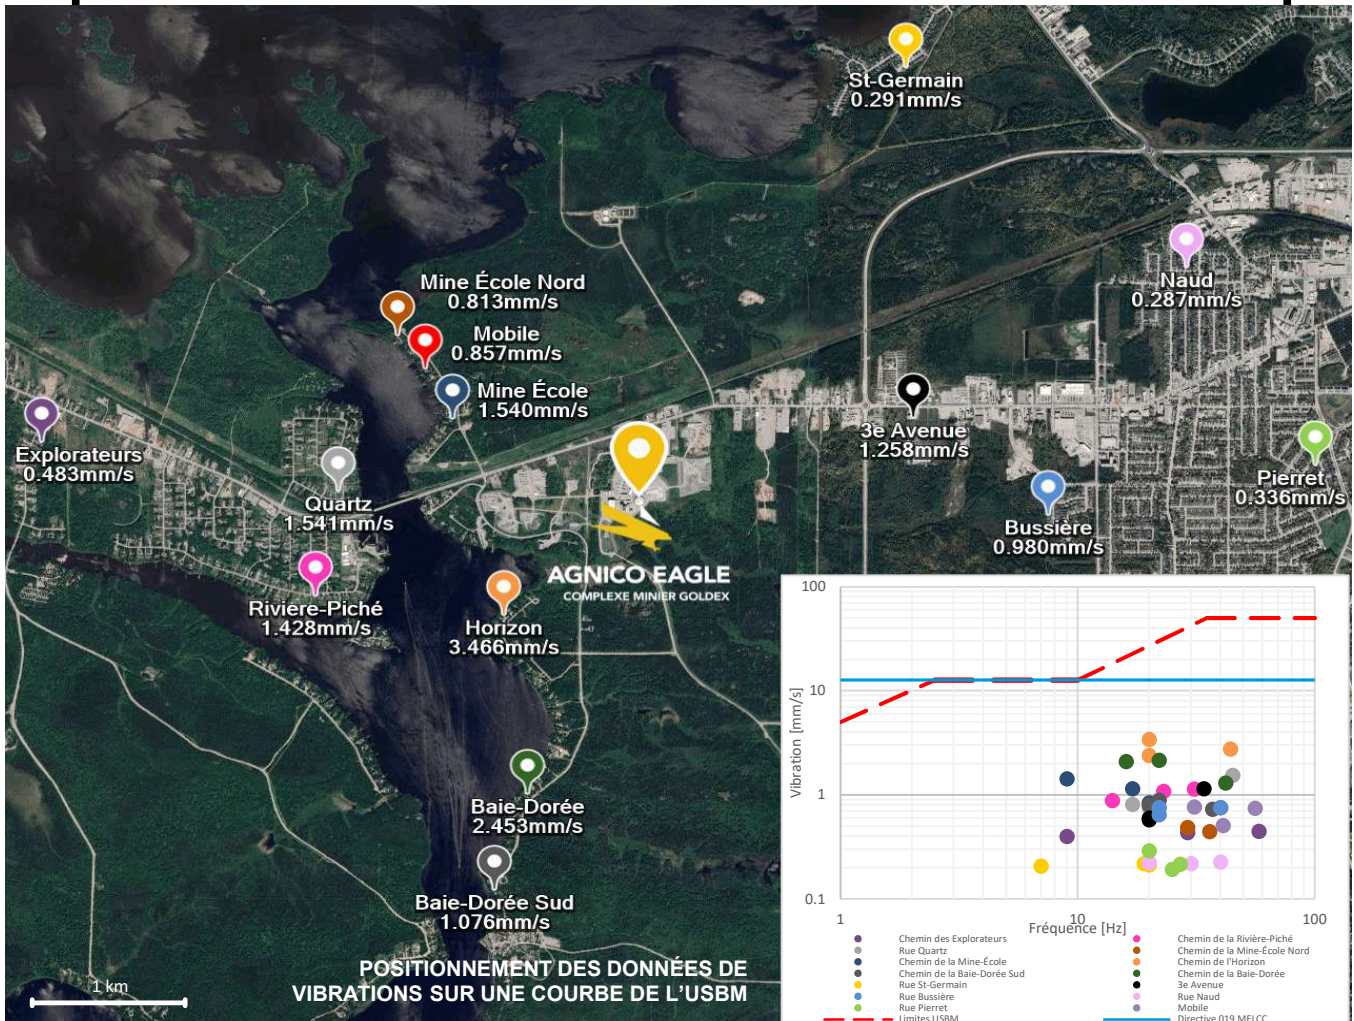 St-Germain
0.291mm/s
Naud
0.287mm/s
Mine École Nord
0.813mm/s
Mobile
0.857mm/s
Mine École
1.540mm/s
Explorateurs
0.483mm/s
3e Avenue
1.258mm/s
Pierret
0.336mm/s
Quartz
1.541mm/s
Bussière
0.980mm/s
AGNICO EAGLE
COMPLEXE MINIER GOLDEX
Riviere-Piché
1.428mm/s
Horizon
3.466mm/s
Baie-Dorée
2.453mm/s
Baie-Dorée Sud
1.076mm/s
POSITIONNEMENT DES DONNÉES DE
VIBRATIONS SUR UNE COURBE DE L'USBM
1 km
100
10
1
0.1
Vibration [mm/s]
1
10
100
Fréquence [Hz]
Chemin des Explorateurs
Chemin de la Rivière-Piché
Rue Quartz
Chemin de la Mine-École Nord
Chemin de la Mine-École
Chemin de l'Horizon
Chemin de la Baie-Dorée Sud
Chemin de la Baie-Dorée
Rue St-Germain
3e Avenue
Rue Bussière
Rue Naud
Rue Pierret
Mobile
Limites USBM
Directive 019 MELCC